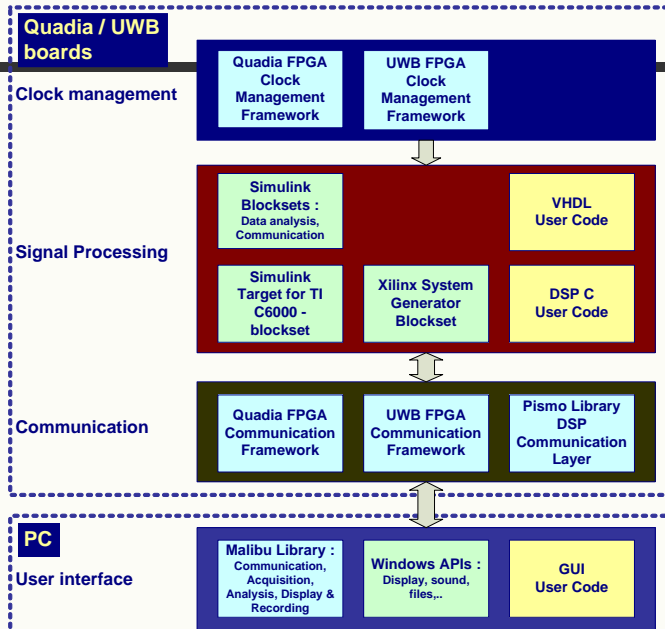 Quadia / UWB
boards
Clock management
Quadia FPGA
Clock
Management
Framework
UWB FPGA
Clock
Management
Framework
Signal Processing
Simulink
Blocksets :
Data analysis,
Communication
VHDL
User Code
Simulink
Target for TI
C6000 -
blockset
Xilinx System
Generator
Blockset
DSP C
User Code
Communication
Quadia FPGA
Communication
Framework
UWB FPGA
Communication
Framework
Pismo Library
DSP
Communication
Layer
PC
User interface
Malibu Library :
Communication,
Acquisition,
Analysis, Display &
Recording
Windows APIs :
Display, sound,
files,..
GUI
User Code